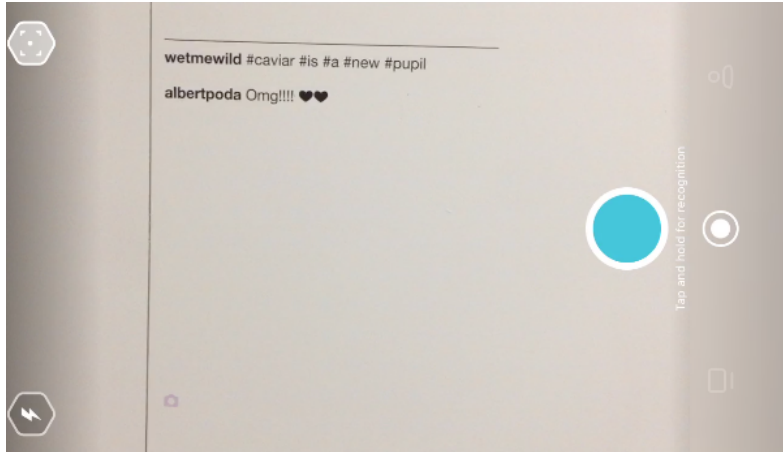 wetmewild #caviar #is #a #new #pupil
albertpoda Omg!!!! ♥♥
Tap and hold for recognition